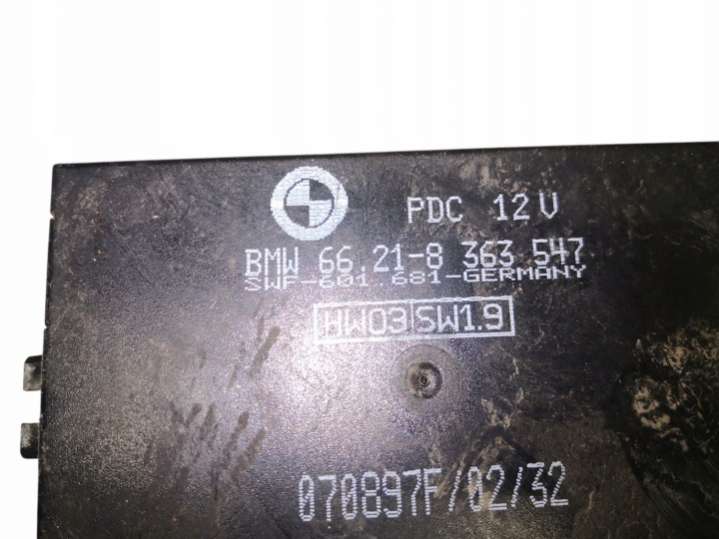 PDC 12V
BMW 66.21-8 363 547
SWF-601.681-GERMANY
HW03 SW1.9
070897F/02/32